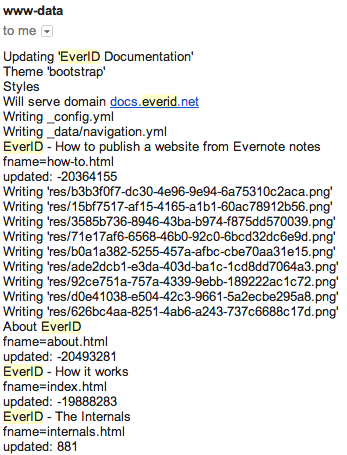 www-data
to me
Updating 'EverID Documentation'
Theme 'bootstrap'
Styles
Will serve domain docs.everid.net
Writing _config.yml
Writing _data/navigation.yml
EverID - How to publish a website from Evernote notes
fname=how-to.html
updated: -20364155
Writing 'res/b3b3f0f7-dc30-4e96-9e94-6a75310c2aca.png'
Writing 'res/15bf7517-af15-4165-a1b1-60ac78912b56.png'
Writing 'res/3585b736-8946-43ba-b974-f875dd570039.png'
Writing 'res/71e17af6-6568-46b0-92c0-6bcd32dc6e9d.png'
Writing 'res/b0a1a382-5255-457a-afbc-cbe70aa31e15.png'
Writing 'res/ade2dcb1-e3da-403d-ba1c-1cd8dd7064a3.png'
Writing 'res/92ce751a-757a-4339-9ebb-189222ac1c72.png'
Writing 'res/d0e41038-e504-42c3-9661-5a2ecbe295a8.png'
Writing 'res/626bc4aa-8251-4ab6-a243-737c6688c17d.png'
About EverID
fname=about.html
updated: -20493281
EverID - How it works
fname=index.html
updated: -19888283
EverID - The Internals
fname=internals.html
updated: 881